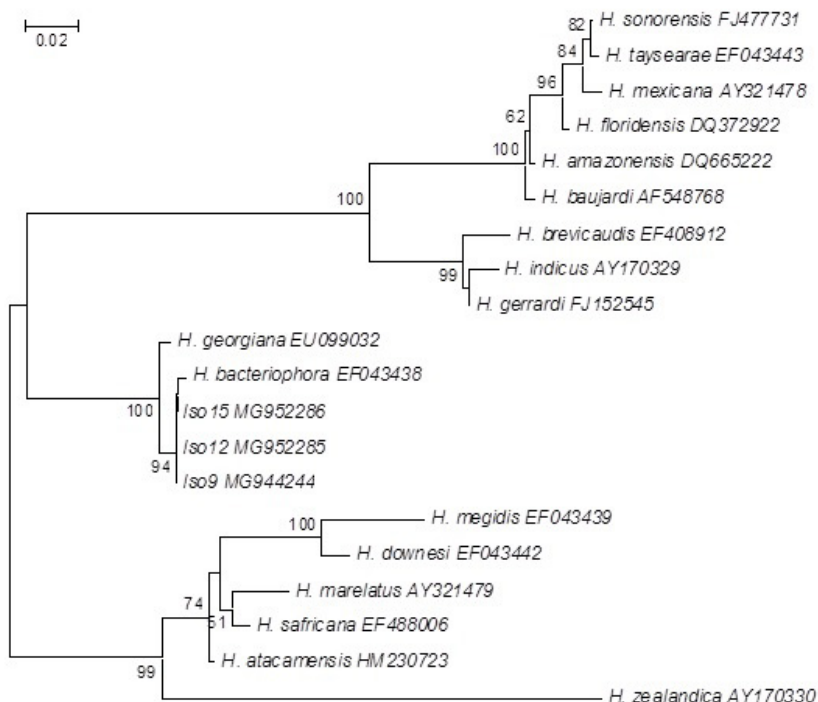 82
H. sonorensis FJ477731
0.02
84
H. taysearae EF043443
96
H. mexicana AY321478
62
H. floridensis DQ372922
100
H. amazonensis DQ665222
H. baujardi AF548768
100
H. brevicaudis EF408912
99
H. indicus AY170329
H. gerrardi FJ152545
H. georgiana EU099032
H. bacteriophora EF043438
100
Iso15 MG952286
Iso12 MG952285
94
Iso9 MG944244
100
H. megidis EF043439
H. downesi EF043442
H. marelatus AY321479
74
51
H. safricana EF488006
H. atacamensis HM230723
99
H. zealandica AY170330